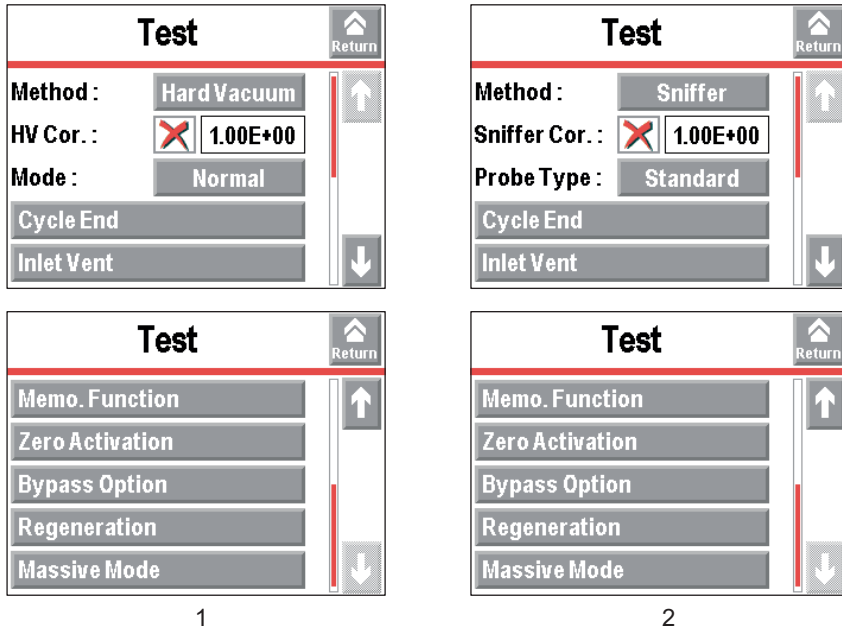 Test
Return
Method : Hard Vacuum
HV Cor. : 1.00E+00
Mode : Normal
Cycle End
Inlet Vent
Test
Return
Memo. Function
Zero Activation
Bypass Option
Regeneration
Massive Mode
1
Test
Return
Method : Sniffer
Sniffer Cor. : 1.00E+00
Probe Type : Standard
Cycle End
Inlet Vent
Test
Return
Memo. Function
Zero Activation
Bypass Option
Regeneration
Massive Mode
2